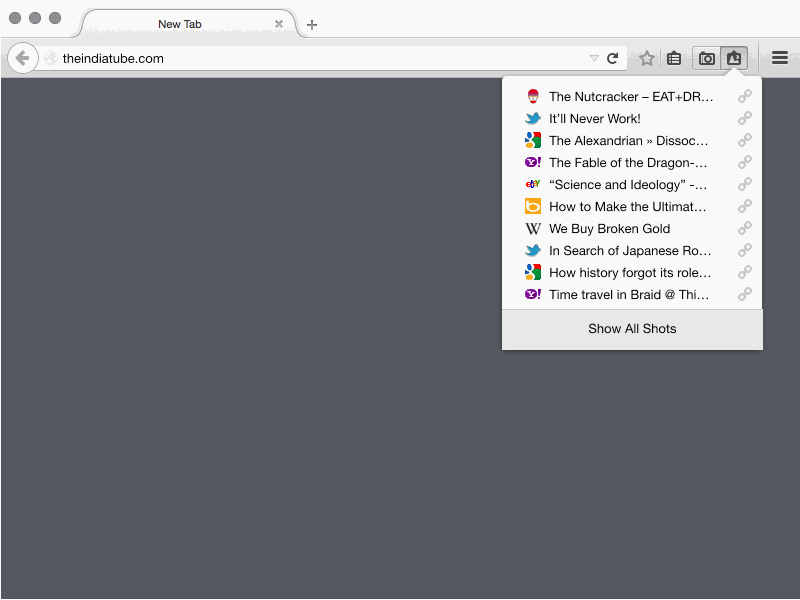 New Tab
theindiatube.com
The Nutcracker – EAT+DR…
It’ll Never Work!
The Alexandrian » Dissoc…
Y! The Fable of the Dragon-…
ebY “Science and Ideology” -…
How to Make the Ultimat…
W We Buy Broken Gold
In Search of Japanese Ro…
How history forgot its role…
Y! Time travel in Braid @ Thi…
Show All Shots